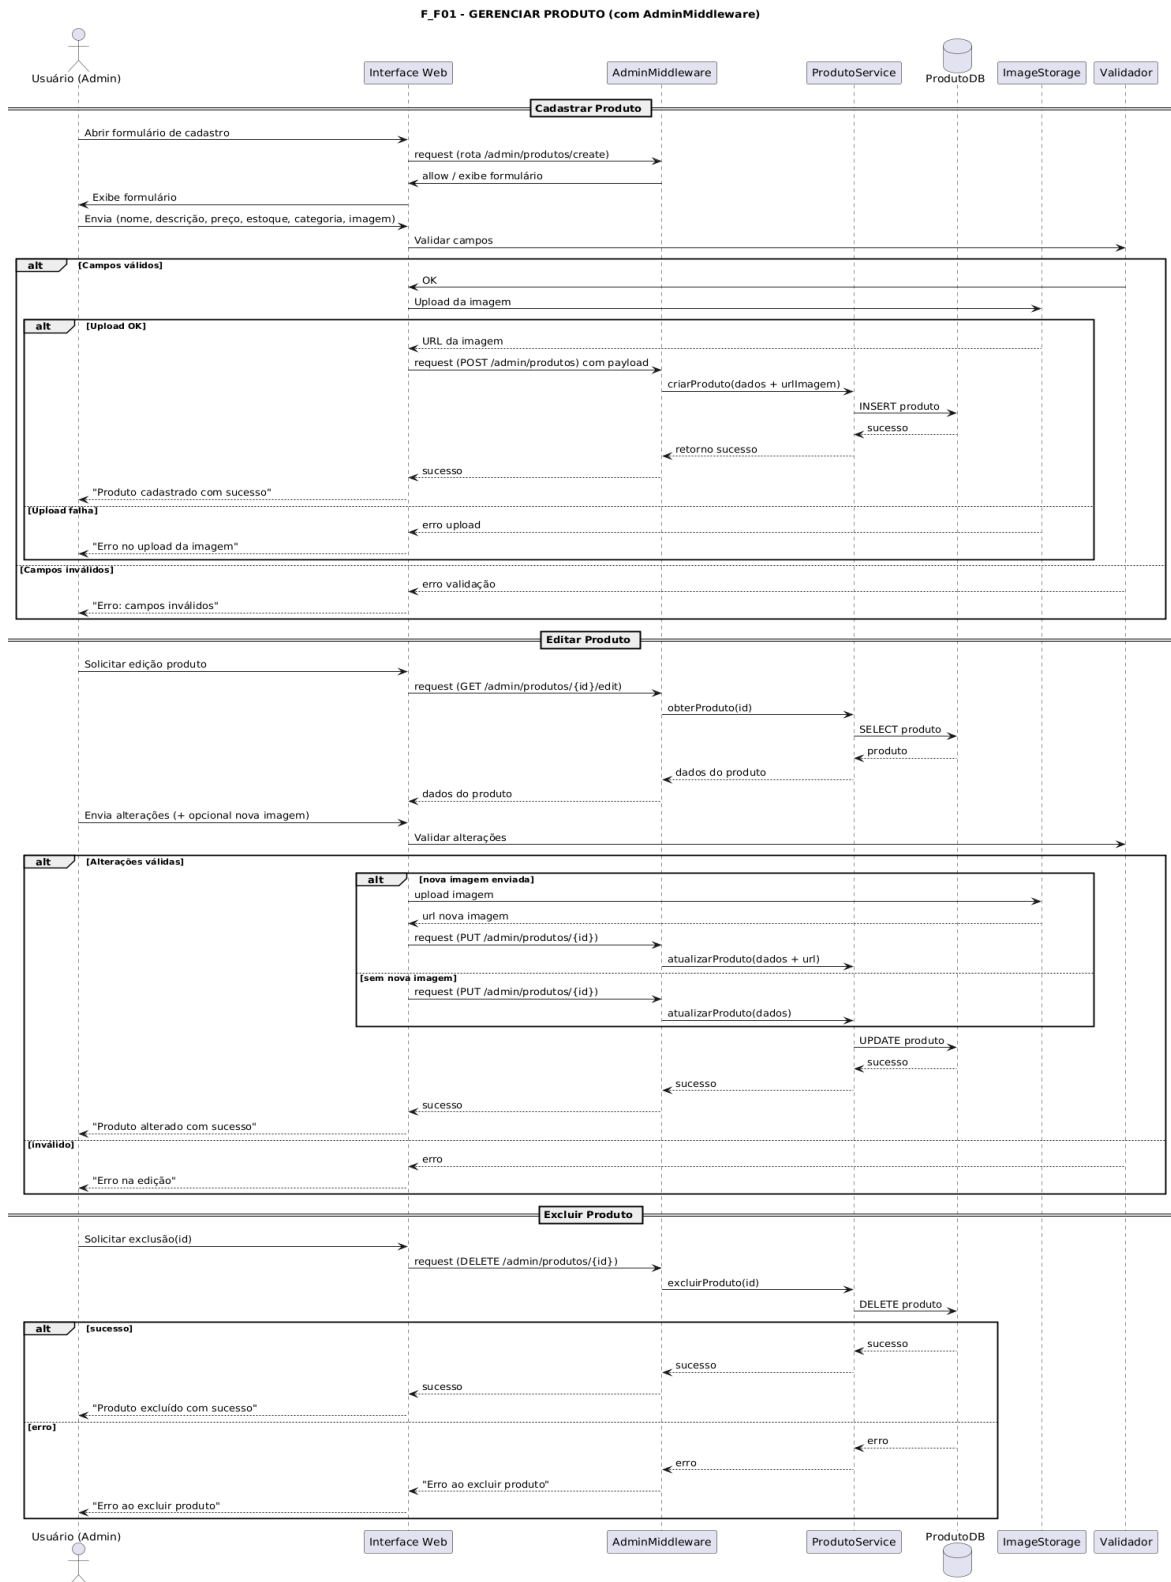 F_F01 - GERENCIAR PRODUTO (com AdminMiddleware)
Usuário (Admin)
Interface Web
AdminMiddleware
ProdutoService
ProdutoDB
ImageStorage
Validador
Cadastrar Produto
Abrir formulário de cadastro
request (rota /admin/produtos/create)
allow / exibe formulário
Exibe formulário
Envia (nome, descrição, preço, estoque, categoria, imagem)
Validar campos
alt [Campos válidos]
OK
Upload da imagem
alt [Upload OK]
URL da imagem
request (POST /admin/produtos) com payload
criarProduto(dados + urlImagem)
INSERT produto
sucesso
retorno sucesso
sucesso
"Produto cadastrado com sucesso"
[Upload falha]
erro upload
"Erro no upload da imagem"
[Campos inválidos]
erro validação
"Erro: campos inválidos"
Editar Produto
Solicitar edição produto
request (GET /admin/produtos/{id}/edit)
obterProduto(id)
SELECT produto
produto
dados do produto
dados do produto
Envia alterações (+ opcional nova imagem)
Validar alterações
alt [Alterações válidas]
alt [nova imagem enviada]
upload imagem
url nova imagem
request (PUT /admin/produtos/{id})
atualizarProduto(dados + url)
[sem nova imagem]
request (PUT /admin/produtos/{id})
atualizarProduto(dados)
UPDATE produto
sucesso
sucesso
sucesso
"Produto alterado com sucesso"
[inválido]
erro
"Erro na edição"
Excluir Produto
Solicitar exclusão(id)
request (DELETE /admin/produtos/{id})
excluirProduto(id)
DELETE produto
alt [sucesso]
sucesso
sucesso
sucesso
"Produto excluído com sucesso"
[erro]
erro
erro
"Erro ao excluir produto"
"Erro ao excluir produto"
Usuário (Admin)
Interface Web
AdminMiddleware
ProdutoService
ProdutoDB
ImageStorage
Validador